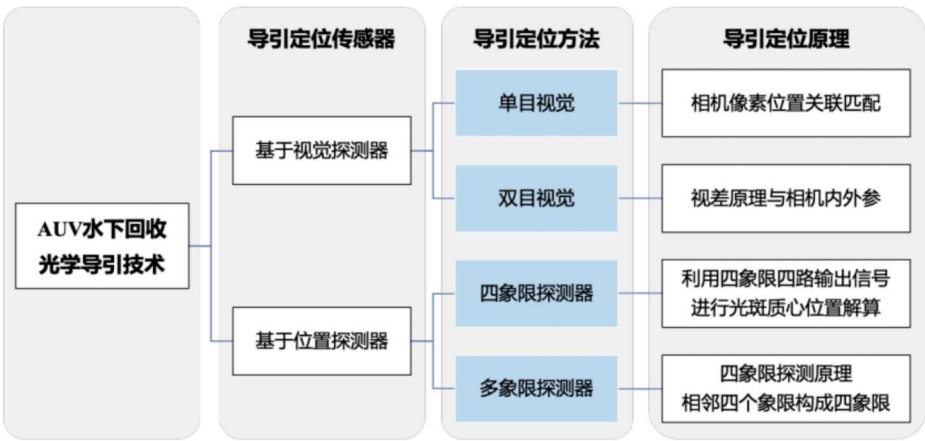 导引定位传感器
导引定位方法
导引定位原理
AUV水下回收
光学导引技术
基于视觉探测器
单目视觉
相机像素位置关联匹配
双目视觉
视差原理与相机内外参
基于位置探测器
四象限探测器
利用四象限四路输出信号
进行光斑质心位置解算
多象限探测器
四象限探测原理
相邻四个象限构成四象限